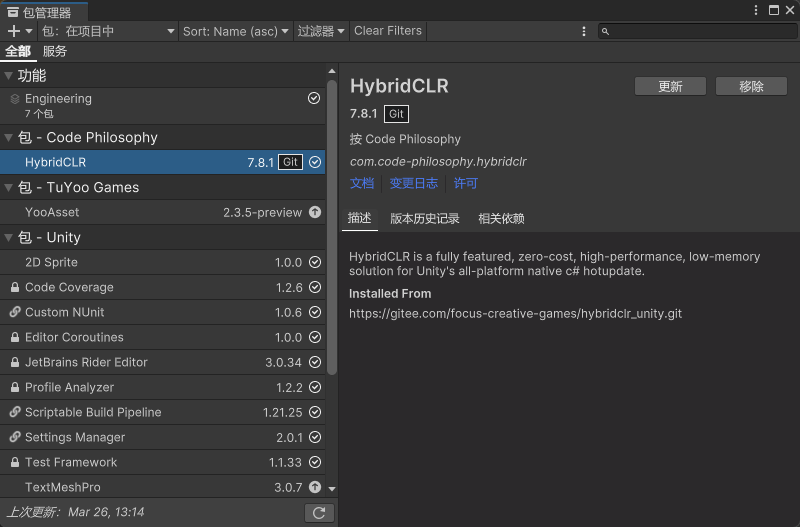 包管理器
包：在项目中
Sort: Name (asc)
过滤器
Clear Filters
全部 服务
功能
Engineering
7 个包
包 - Code Philosophy
HybridCLR 7.8.1 Git
包 - TuYoo Games
YooAsset 2.3.5-preview
包 - Unity
2D Sprite 1.0.0
Code Coverage 1.2.6
Custom NUnit 1.0.6
Editor Coroutines 1.0.0
JetBrains Rider Editor 3.0.34
Profile Analyzer 1.2.2
Scriptable Build Pipeline 1.21.25
Settings Manager 2.0.1
Test Framework 1.1.33
TextMeshPro 3.0.7
上次更新：Mar 26, 13:14
HybridCLR
更新 移除
7.8.1 Git
按 Code Philosophy
com.code-philosophy.hybridclr
文档 变更日志 许可
描述 版本历史记录 相关依赖
HybridCLR is a fully featured, zero-cost, high-performance, low-memory
solution for Unity's all-platform native c# hotupdate.
Installed From
https://gitee.com/focus-creative-games/hybridclr_unity.git